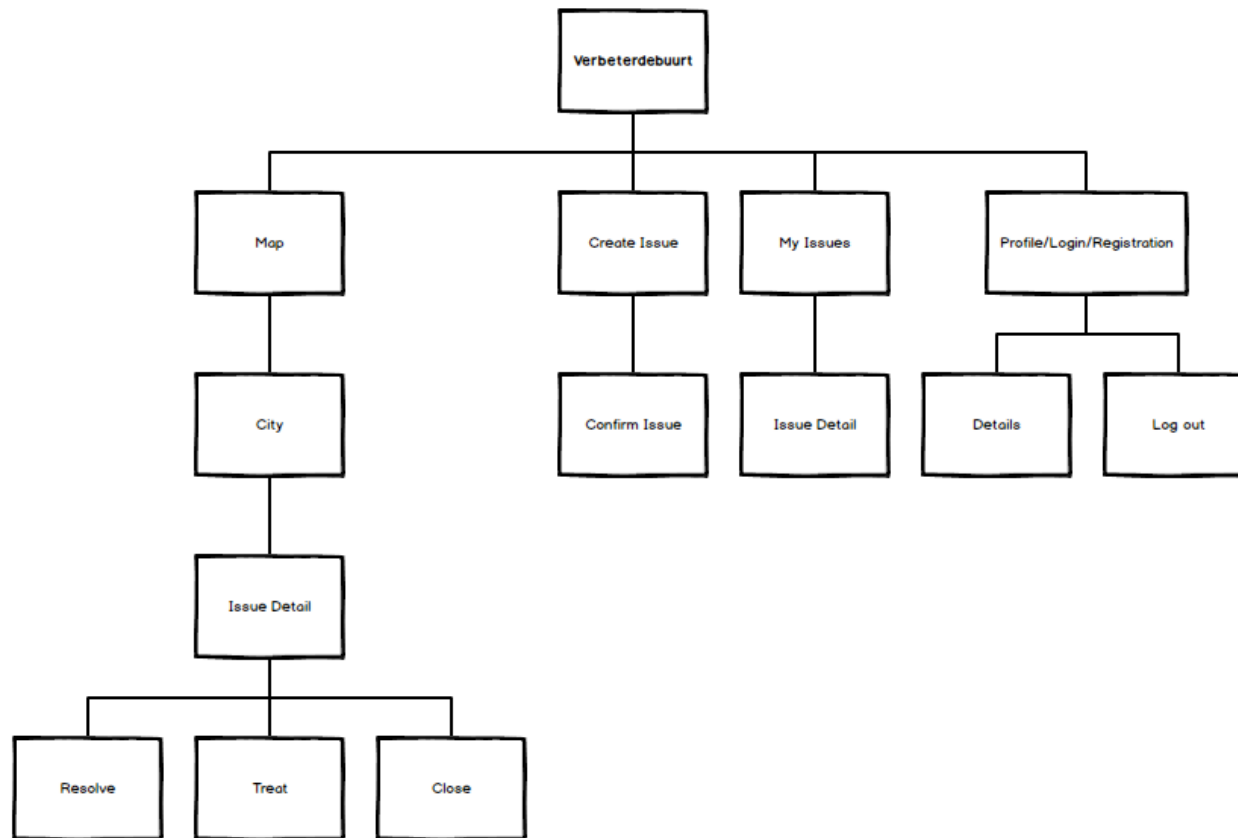 Verbeterdebuurt
Map
Create Issue
My Issues
Profile/Login/Registration
City
Confirm Issue
Issue Detail
Details
Log out
Issue Detail
Resolve
Treat
Close